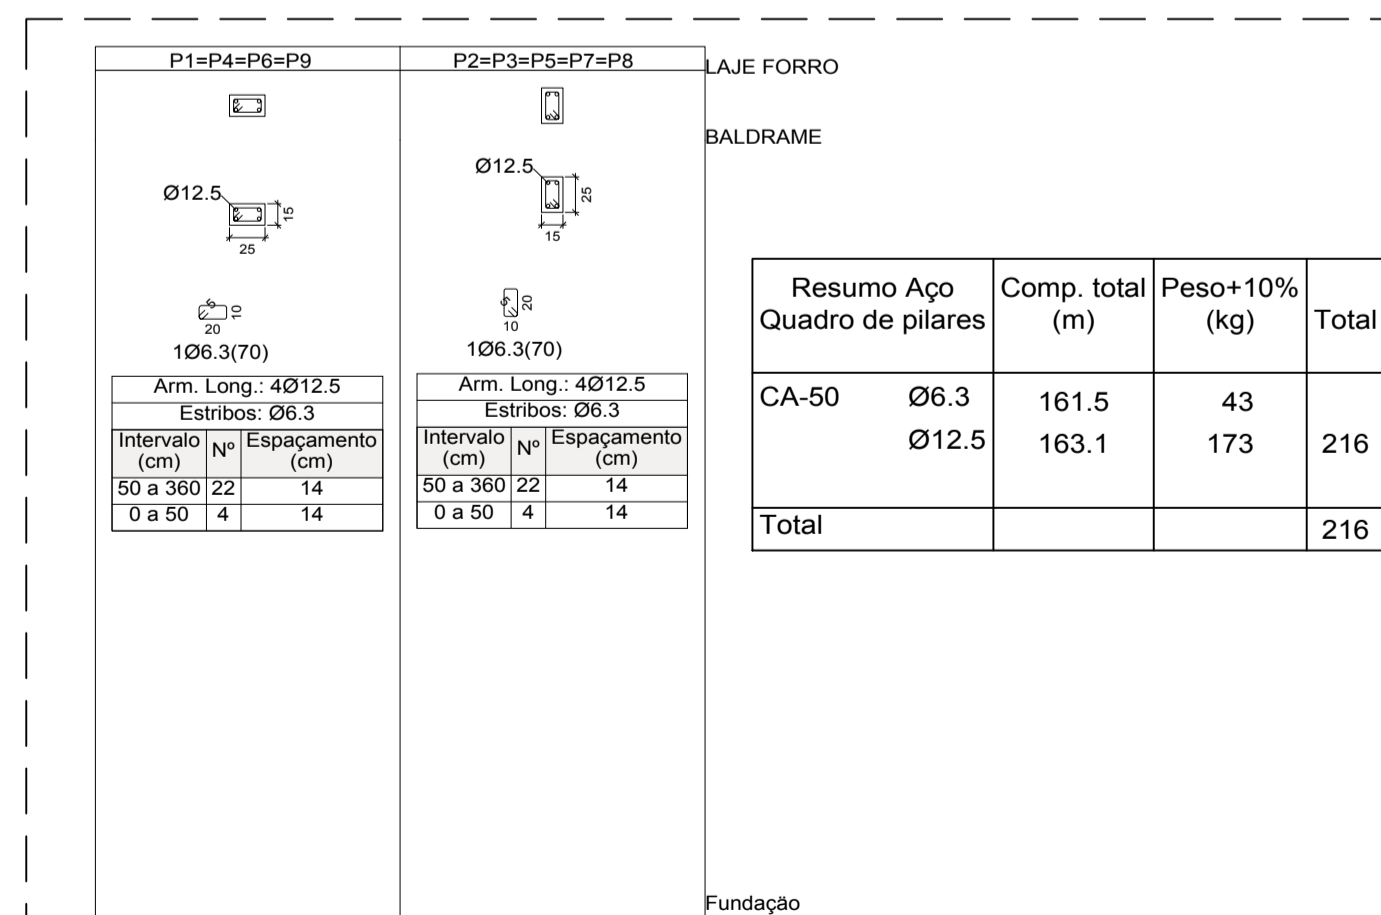 P1=P4=P6=P9
P2=P3=P5=P7=P8
LAJE FORRO
BALDRAME
Ø12.5
15
25
Ø12.5
25
15
5
10
20
1Ø6.3(70)
5
20
10
1Ø6.3(70)
Arm. Long.: 4Ø12.5
Estribos: Ø6.3
Intervalo (cm) Nº Espaçamento (cm)
50 a 360 22 14
0 a 50 4 14
Arm. Long.: 4Ø12.5
Estribos: Ø6.3
Intervalo (cm) Nº Espaçamento (cm)
50 a 360 22 14
0 a 50 4 14
Resumo Aço Comp. total Peso+10%
Quadro de pilares (m) (kg) Total
CA-50 Ø6.3 161.5 43
Ø12.5 163.1 173 216
Total 216
Fundação